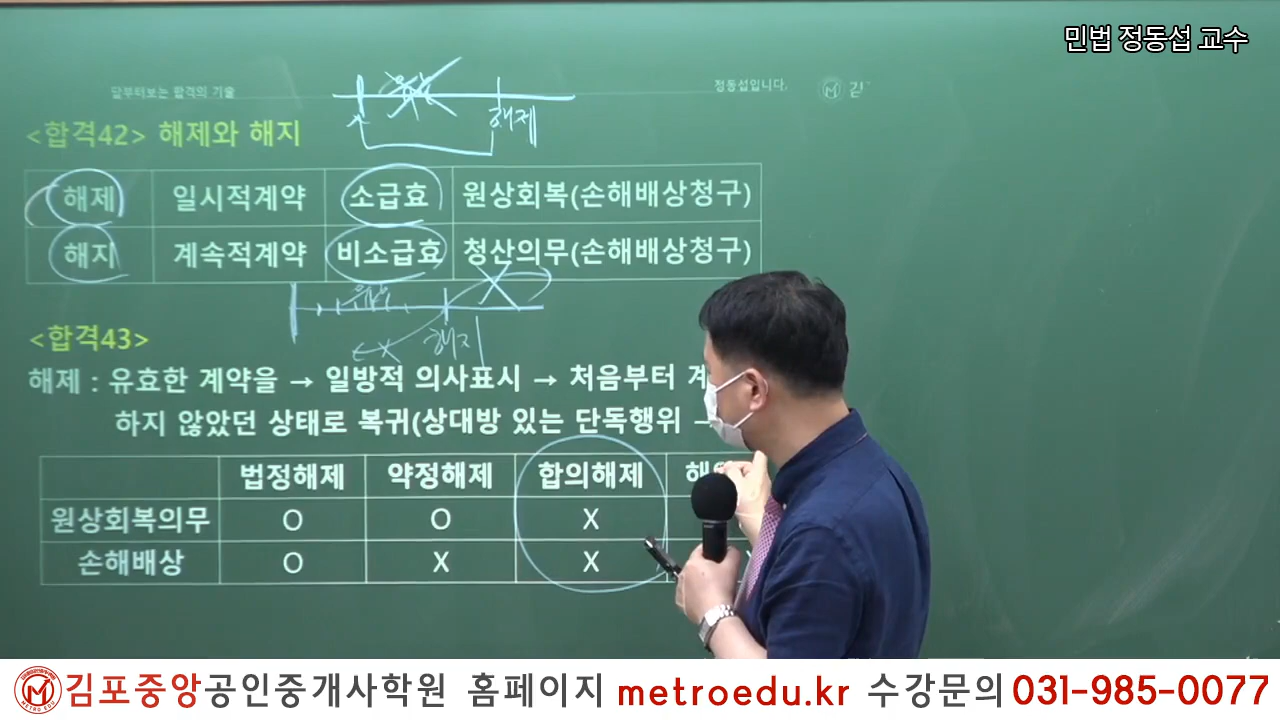 민법 정동섭 교수
달부터보는 합격의 기술
정동섭입니다.
해제
<합격42> 해제와 해지
해제 일시적계약 소급효 원상회복(손해배상청구)
해지 계속적계약 비소급효 청산의무(손해배상청구)
유효
해지
<합격43>
해제 : 유효한 계약을 → 일방적 의사표시 → 처음부터 계
하지 않았던 상태로 복귀(상대방 있는 단독행위 →
법정해제 약정해제 합의해제 해
원상회복의무 O O X
손해배상 O X X
김포중앙공인중개사학원 홈페이지 metroedu.kr 수강문의 031-985-0077